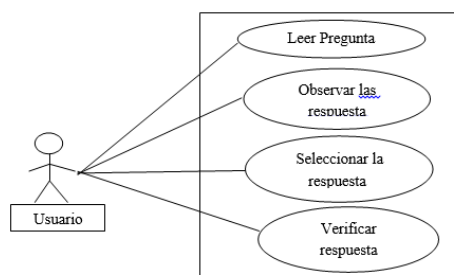 Leer Pregunta
Observar las
respuesta
Seleccionar la
respuesta
Usuario
Verificar
respuesta